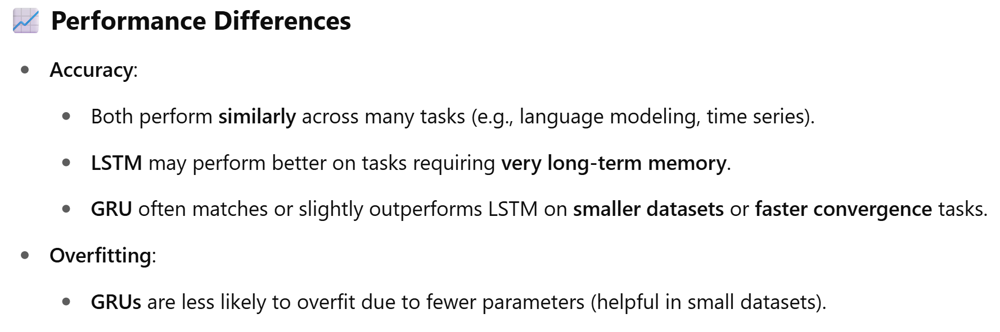 Performance Differences
Accuracy:
Both perform similarly across many tasks (e.g., language modeling, time series).
LSTM may perform better on tasks requiring very long-term memory.
GRU often matches or slightly outperforms LSTM on smaller datasets or faster convergence tasks.
Overfitting:
GRUs are less likely to overfit due to fewer parameters (helpful in small datasets).